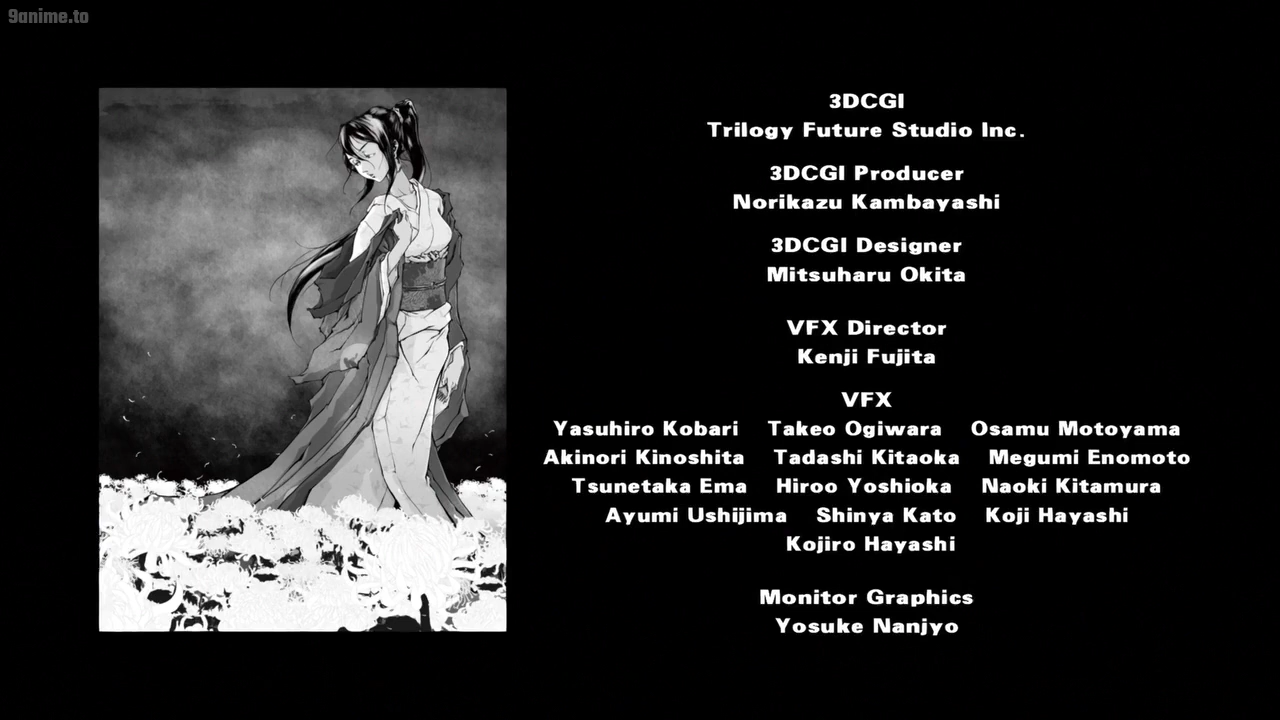 9anime.to
3DCGI
Trilogy Future Studio Inc.
3DCGI Producer
Norikazu Kambayashi
3DCGI Designer
Mitsuharu Okita
VFX Director
Kenji Fujita
VFX
Yasuhiro Kobari Takeo Ogiwara Osamu Motoyama
Akinori Kinoshita Tadashi Kitaoka Megumi Enomoto
Tsunetaka Ema Hiroo Yoshioka Naoki Kitamura
Ayumi Ushijima Shinya Kato Koji Hayashi
Kojiro Hayashi
Monitor Graphics
Yosuke Nanjyo